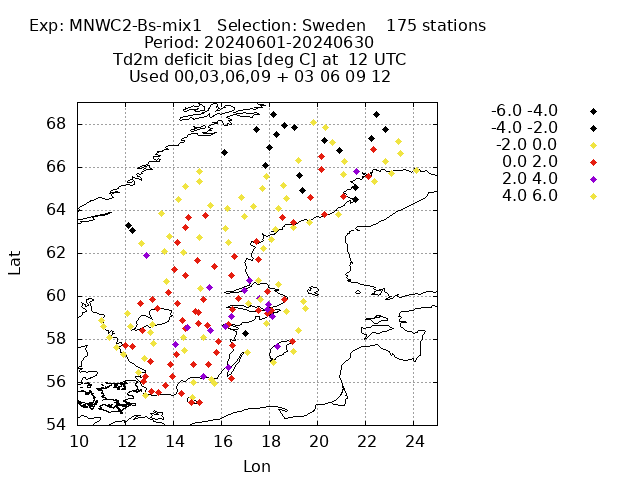 Exp: MNWC2-Bs-mix1   Selection: Sweden    175 stations
Period: 20240601-20240630
Td2m deficit bias [deg C] at  12 UTC
Used 00,03,06,09 + 03 06 09 12
-6.0 -4.0
-4.0 -2.0
-2.0 0.0
0.0 2.0
2.0 4.0
4.0 6.0
68
66
64
62
60
58
56
54
Lat
10 12 14 16 18 20 22 24
Lon